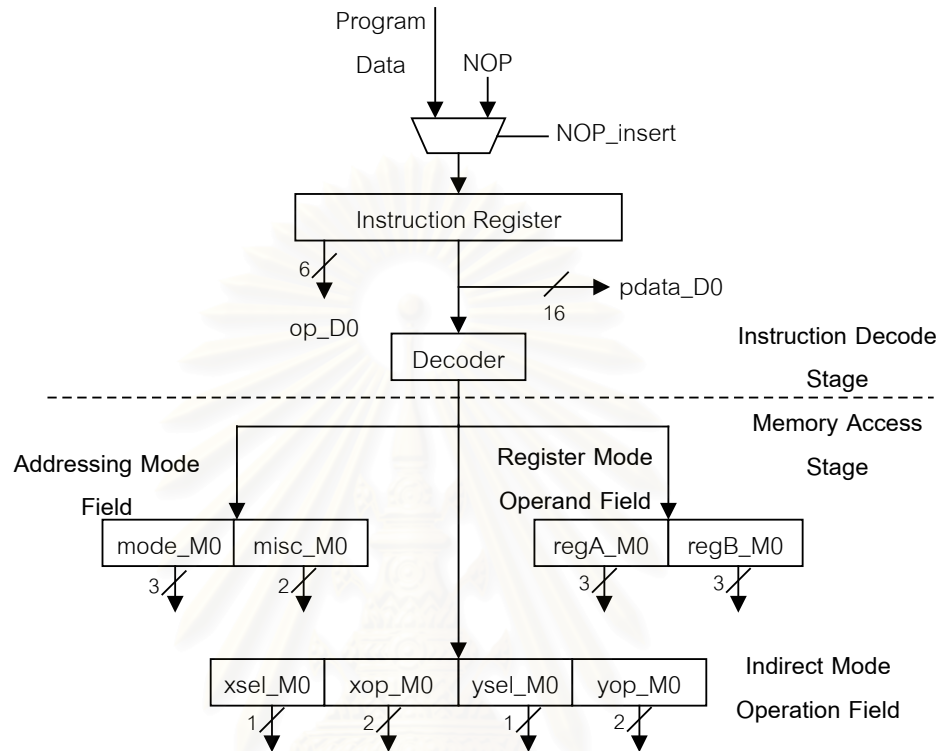 Program
Data
NOP
NOP_insert
Instruction Register
6
16
pdata_D0
op_D0
Decoder
Instruction Decode
Stage
Memory Access
Stage
Addressing Mode
Field
Register Mode
Operand Field
mode_M0
misc_M0
regA_M0
regB_M0
3
2
3
3
xsel_M0
xop_M0
ysel_M0
yop_M0
Indirect Mode
Operation Field
1
2
1
2